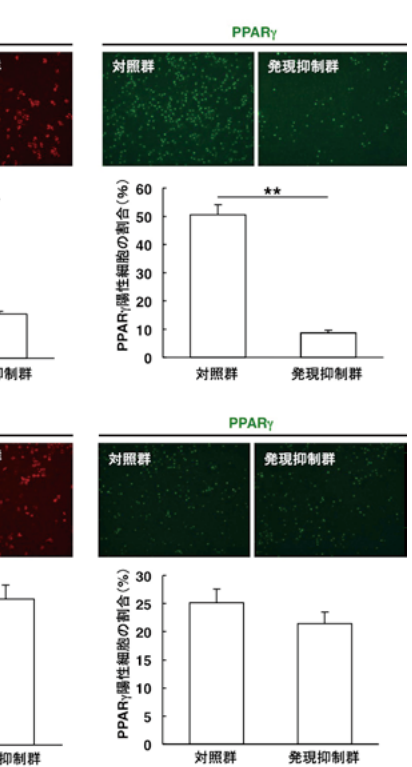 PPARγ
対照群
発現抑制群
PPARγ陽性細胞の割合(%)
60
50
40
30
20
10
0
**
対照群
発現抑制群
制群
PPARγ
対照群
発現抑制群
PPARγ陽性細胞の割合(%)
30
25
20
15
10
5
0
対照群
発現抑制群
抑制群